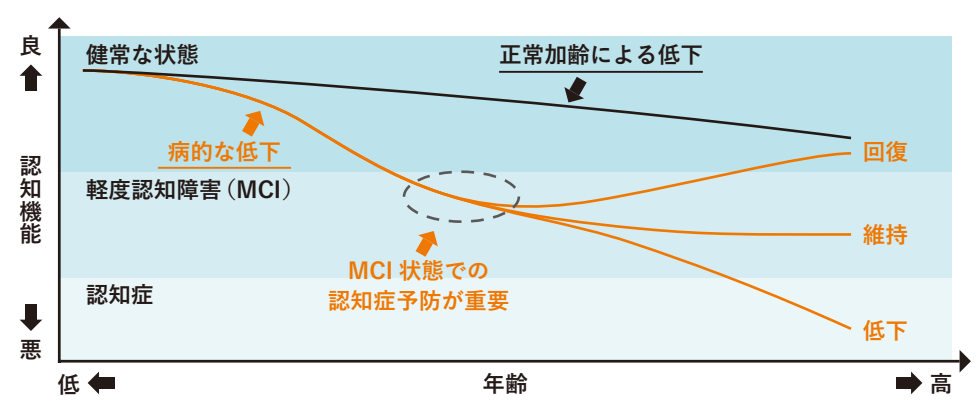 良
認知機能
悪
健常な状態
正常加齢による低下
病的な低下
回復
軽度認知障害（MCI）
維持
MCI 状態での
認知症予防が重要
認知症
低下
低
年齢
高